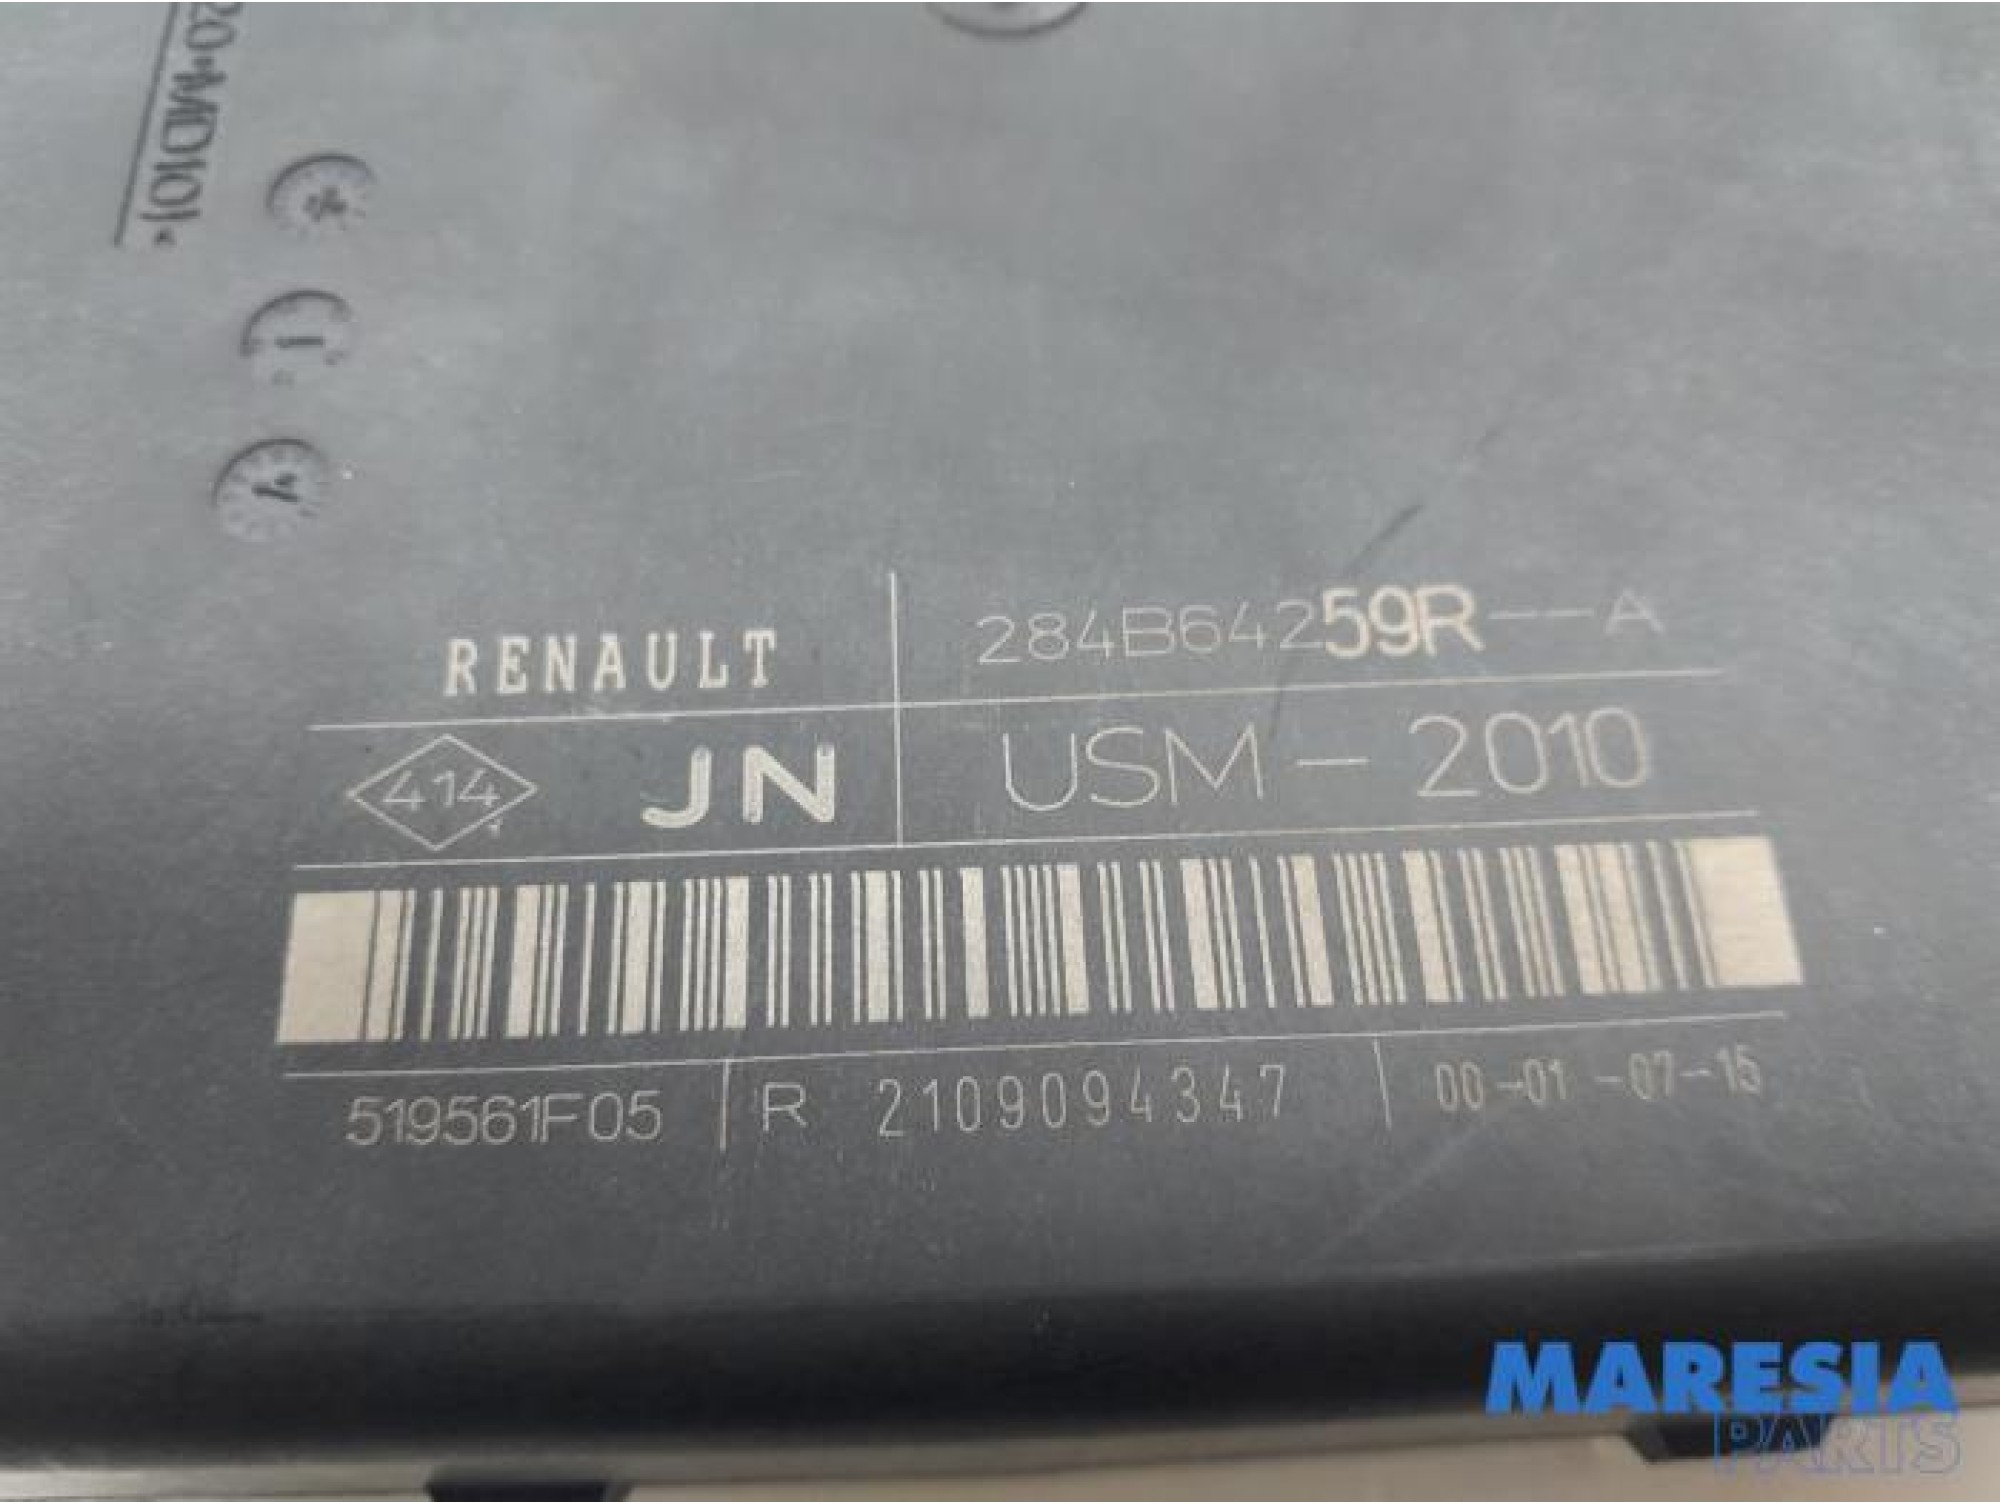 RENAULT 284B64259R--A
414 JN USM-2010
519561F05 R 2109094347 00-01-07-15
MARESIA
PARTS